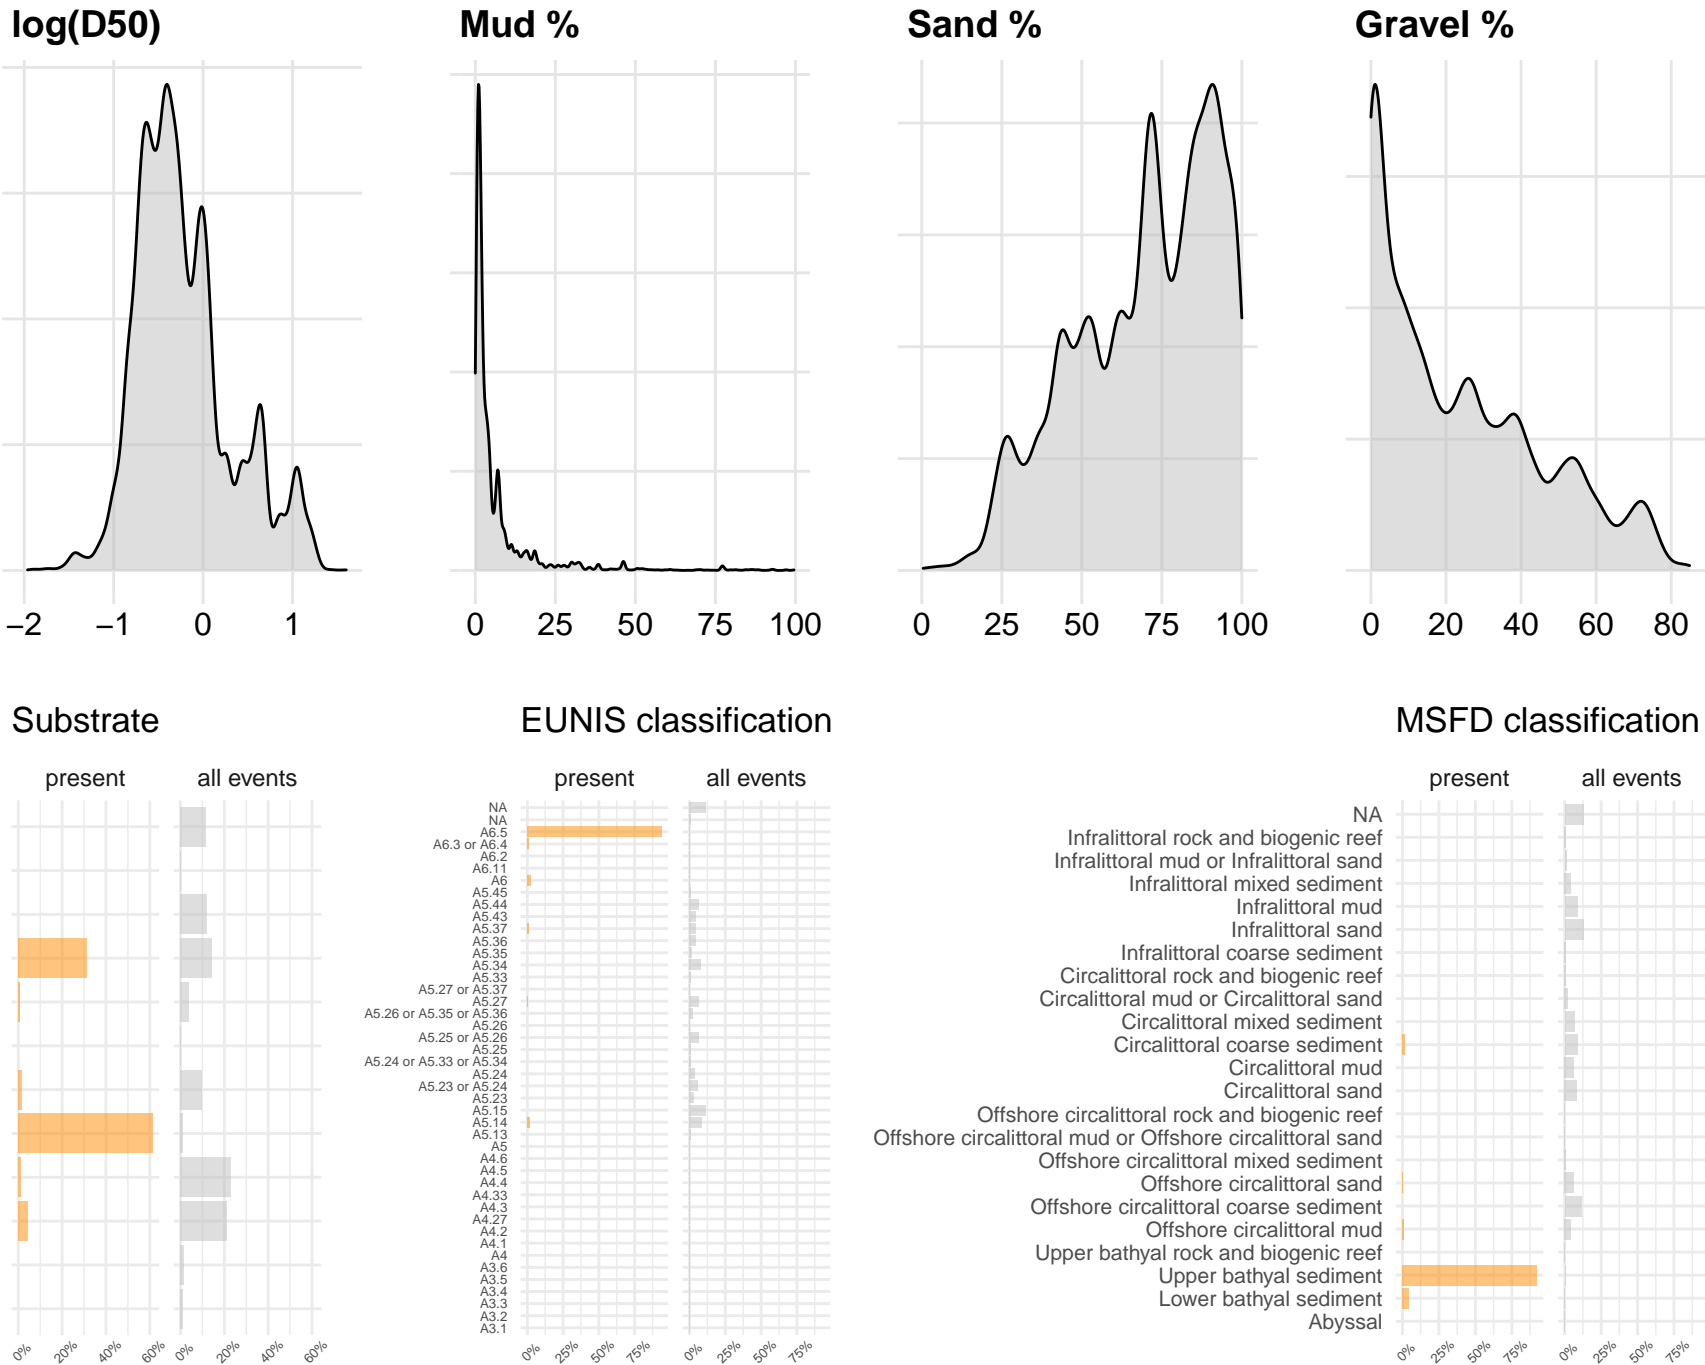 log(D50)
Mud %
Sand %
Gravel %
−2 −1 0 1
0 25 50 75 100
0 25 50 75 100
0 20 40 60 80
Substrate
present all events
0% 20% 40% 60% 0% 20% 40% 60%
EUNIS classification
present all events
NA
NA
A6.5
A6.3 or A6.4
A6.2
A6.11
A6
A5.45
A5.44
A5.43
A5.37
A5.36
A5.35
A5.34
A5.33
A5.27 or A5.37
A5.27
A5.26 or A5.35 or A5.36
A5.26
A5.25 or A5.26
A5.25
A5.24 or A5.33 or A5.34
A5.24
A5.23 or A5.24
A5.23
A5.15
A5.14
A5.13
A5
A4.6
A4.5
A4.4
A4.33
A4.3
A4.27
A4.2
A4.1
A4
A3.6
A3.5
A3.4
A3.3
A3.2
A3.1
0% 25% 50% 75% 0% 25% 50% 75%
MSFD classification
present all events
NA
Infralittoral rock and biogenic reef
Infralittoral mud or Infralittoral sand
Infralittoral mixed sediment
Infralittoral mud
Infralittoral sand
Infralittoral coarse sediment
Circalittoral rock and biogenic reef
Circalittoral mud or Circalittoral sand
Circalittoral mixed sediment
Circalittoral coarse sediment
Circalittoral mud
Circalittoral sand
Offshore circalittoral rock and biogenic reef
Offshore circalittoral mud or Offshore circalittoral sand
Offshore circalittoral mixed sediment
Offshore circalittoral sand
Offshore circalittoral coarse sediment
Offshore circalittoral mud
Upper bathyal rock and biogenic reef
Upper bathyal sediment
Lower bathyal sediment
Abyssal
0% 25% 50% 75% 0% 25% 50% 75%